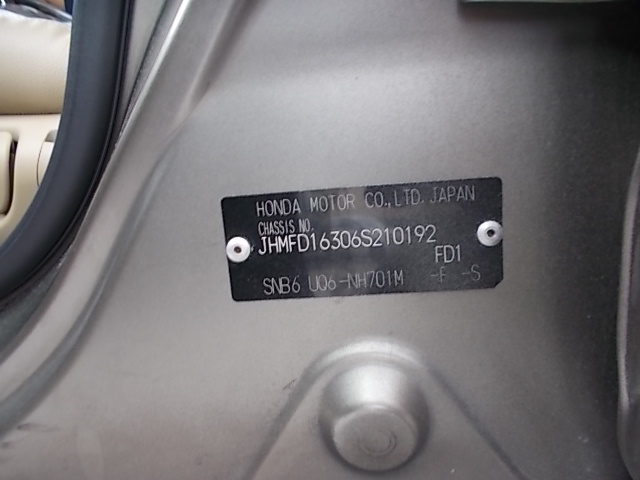 HONDA MOTOR CO.,LTD. JAPAN
CHASSIS NO.
JHMFD16306S210192
FD1
SNB6 UQ6-NH701M -F -S